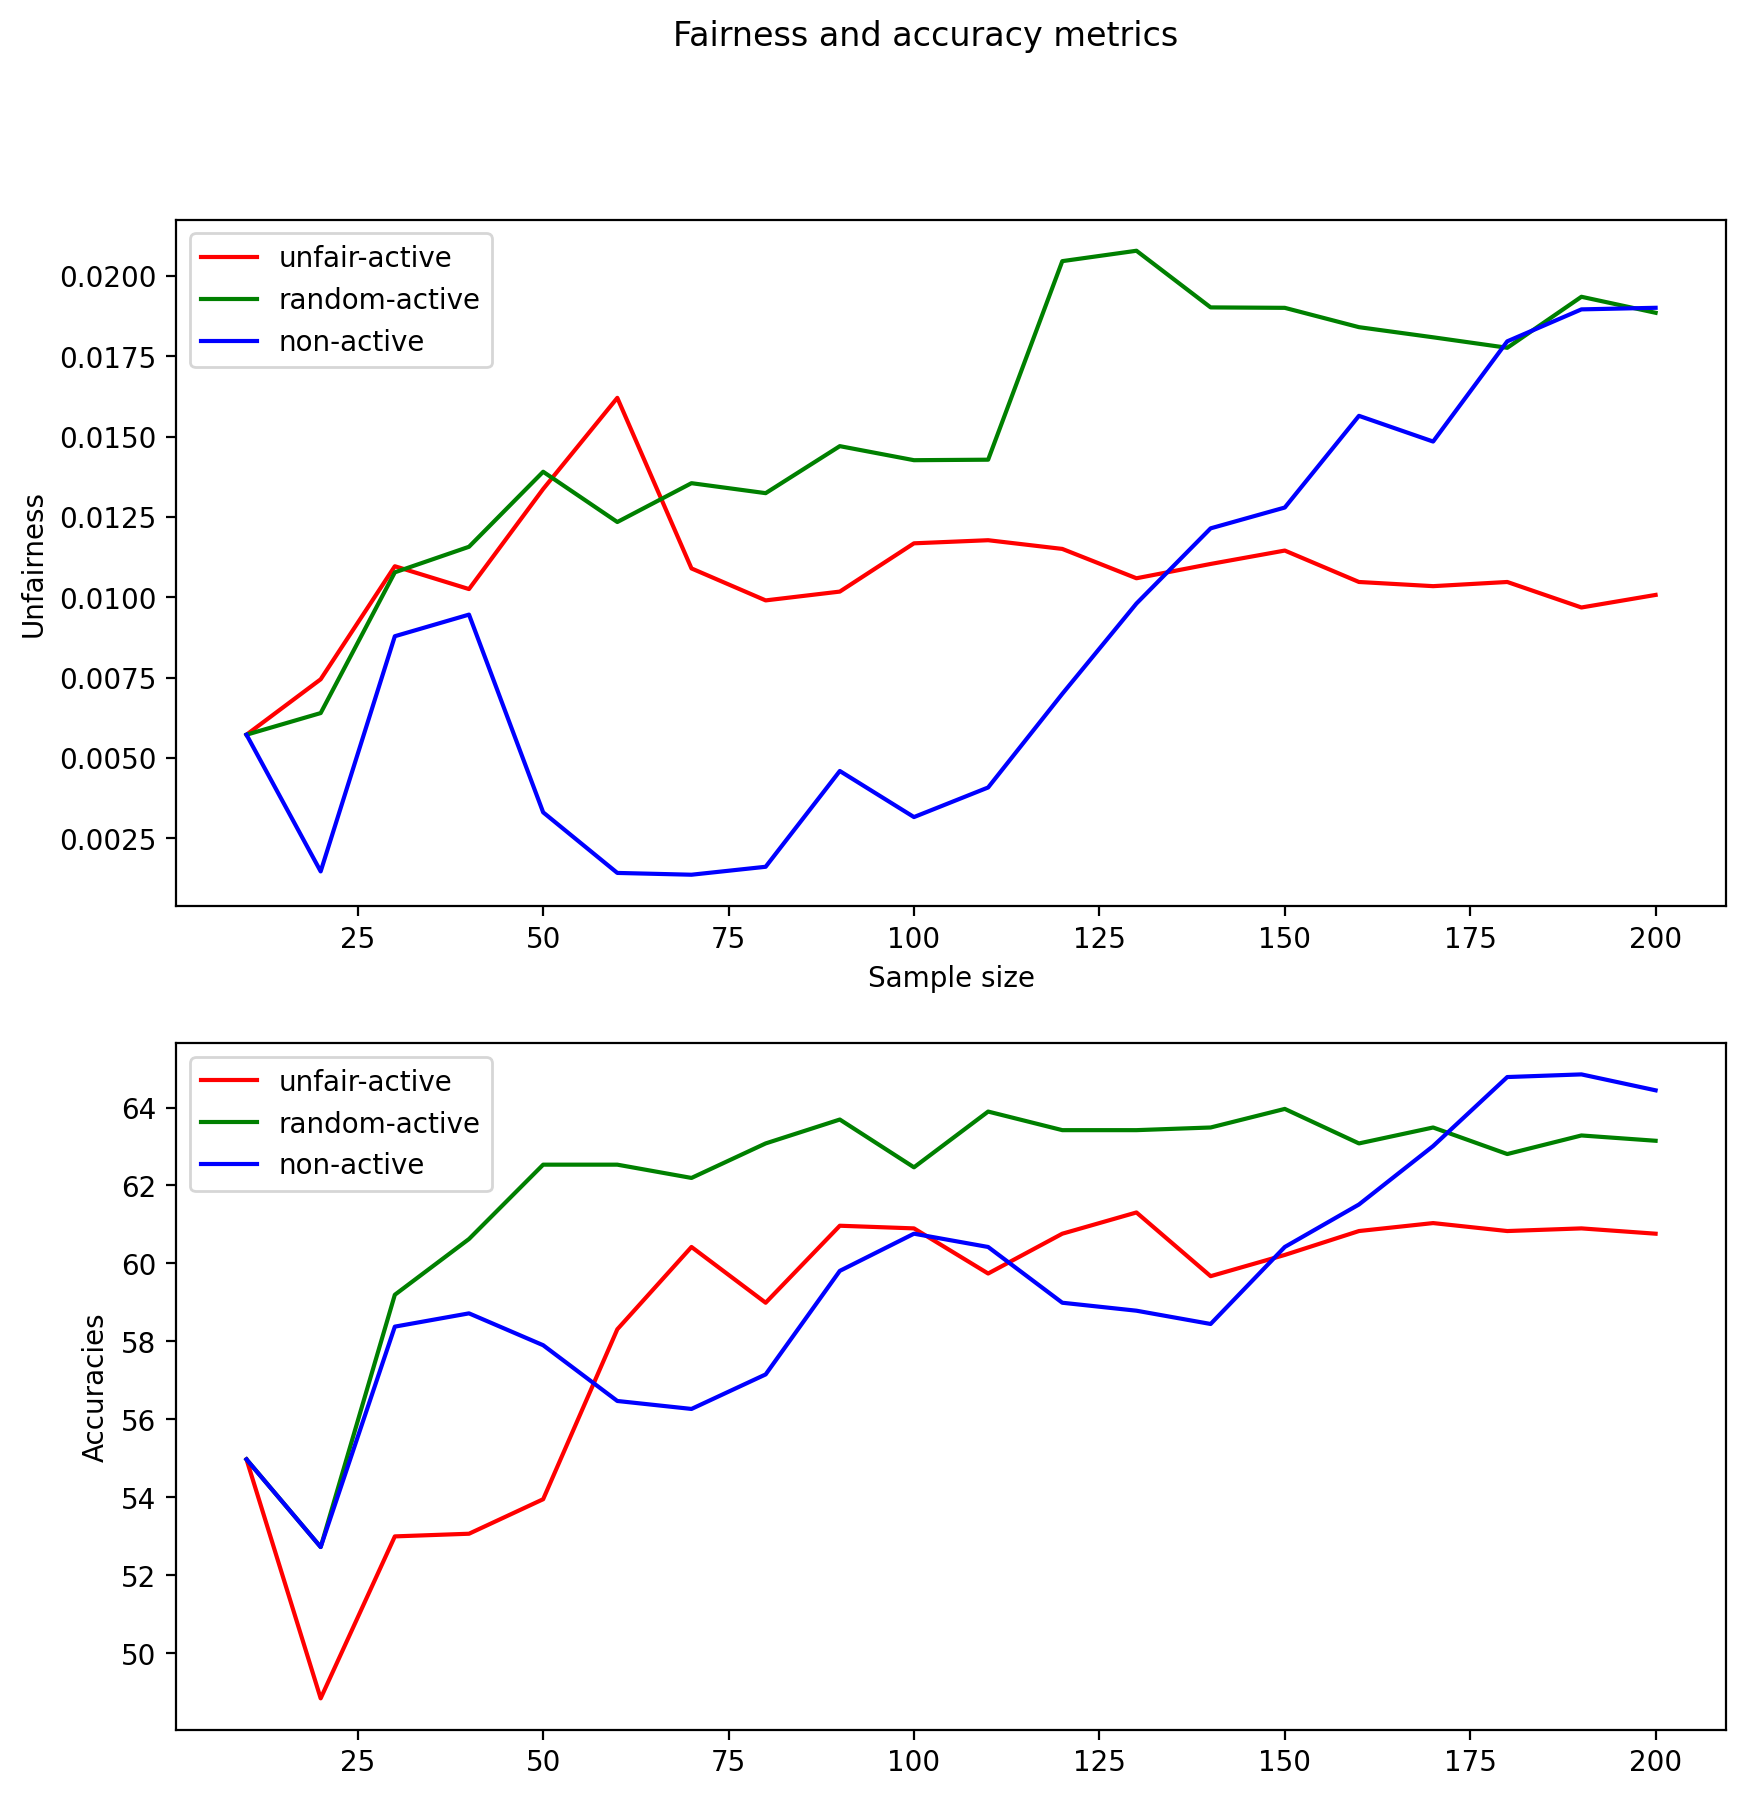 Fairness and accuracy metrics
unfair-active
random-active
non-active
0.0200
0.0175
0.0150
0.0125
0.0100
0.0075
0.0050
0.0025
Unfairness
25 50 75 100 125 150 175 200
Sample size
unfair-active
random-active
non-active
64
62
60
58
56
54
52
50
Accuracies
25 50 75 100 125 150 175 200